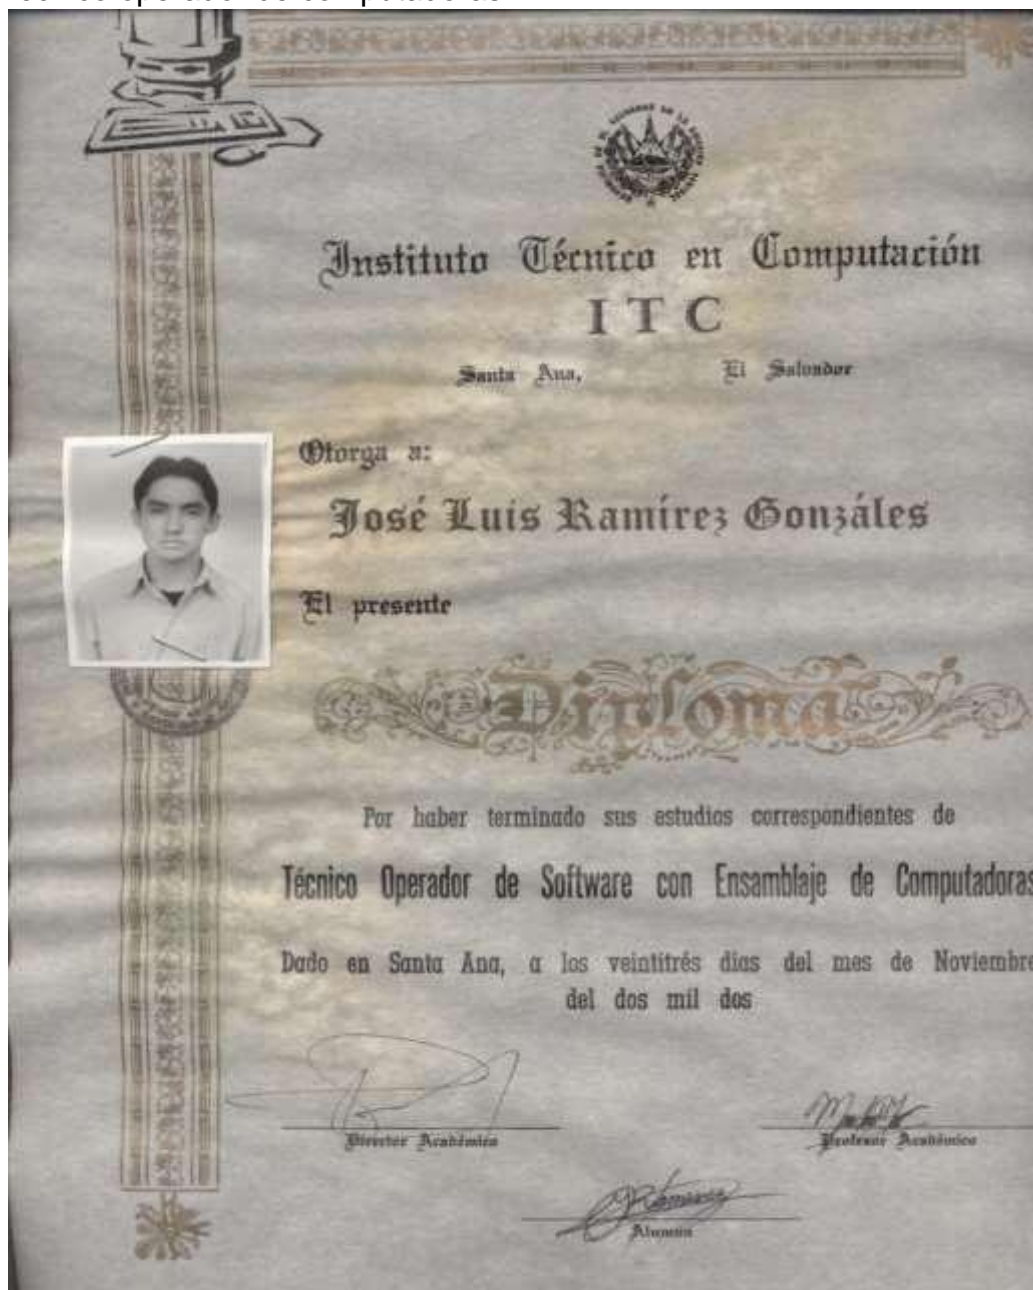 Instituto Técnico en Computación
I T C
Santa Ana, El Salvador
Otorga a:
José Luis Ramírez Gonzáles
El presente
Diploma
Por haber terminado sus estudios correspondientes de
Técnico Operador de Software con Ensamblaje de Computadoras
Dado en Santa Ana, a los veintitrés dias del mes de Noviembre
del dos mil dos
Director Académico
Profesor Académico
Alumno